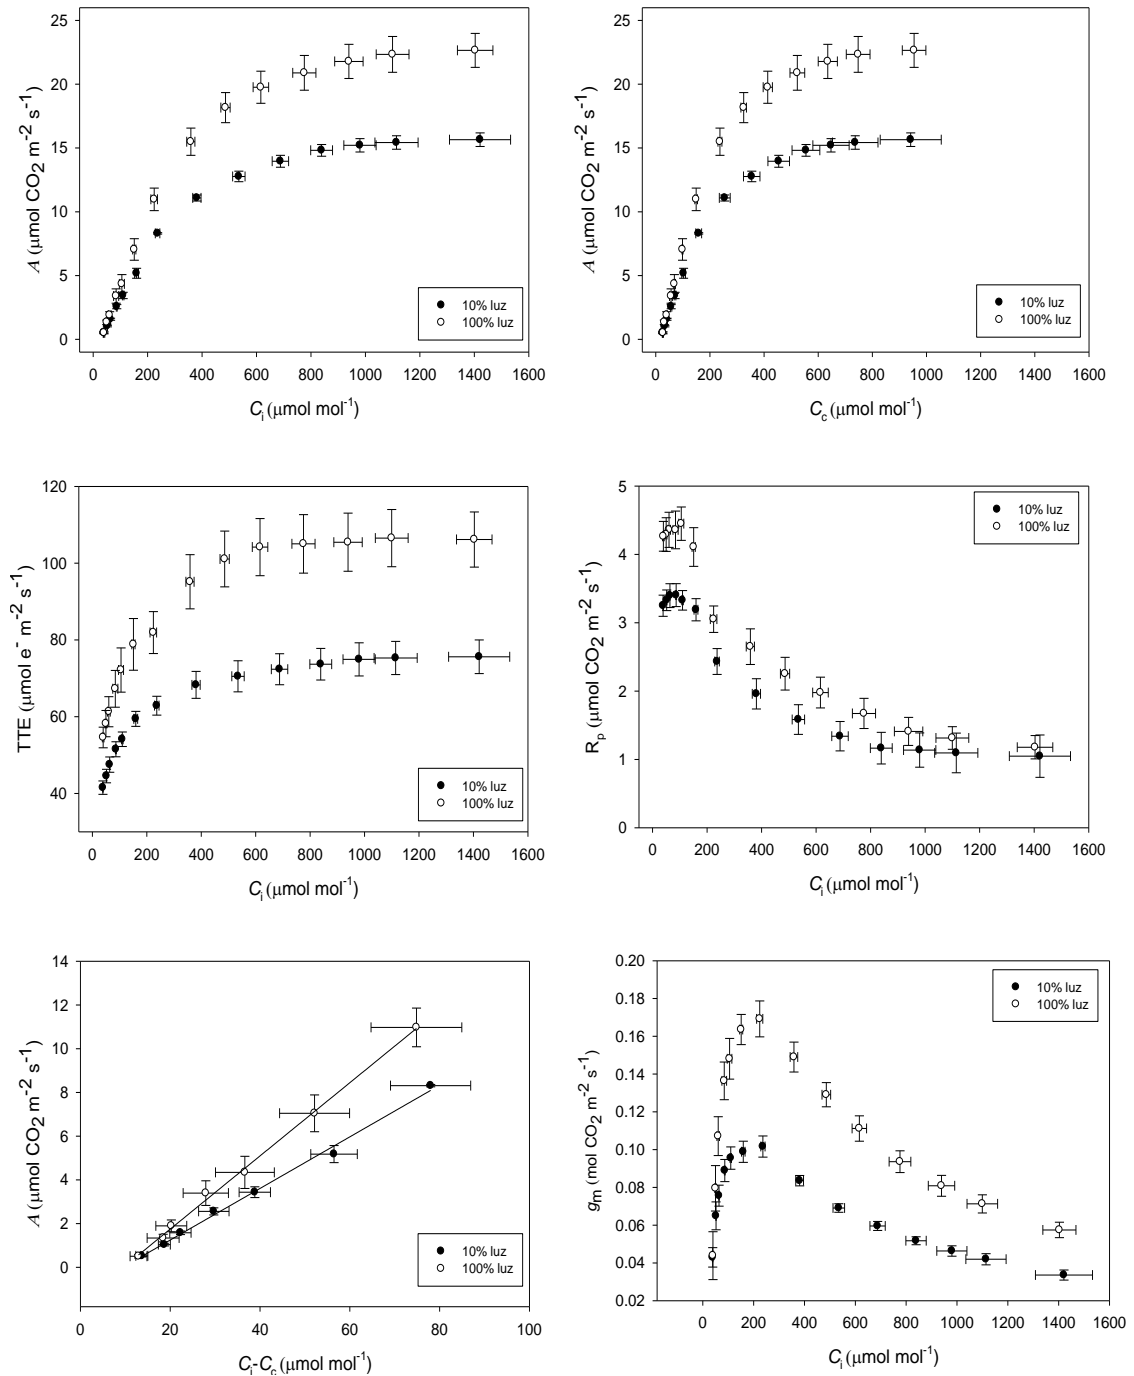 A (μmol CO2 m-2 s-1)
25
20
15
10
5
0
10% luz
100% luz
0 200 400 600 800 1000 1200 1400 1600
Ci (μmol mol-1)
A (μmol CO2 m-2 s-1)
25
20
15
10
5
0
10% luz
100% luz
0 200 400 600 800 1000 1200 1400 1600
Cc (μmol mol-1)
TTE (μmol e- m-2 s-1)
120
100
80
60
40
10% luz
100% luz
0 200 400 600 800 1000 1200 1400 1600
Ci (μmol mol-1)
Rp (μmol CO2 m-2 s-1)
5
4
3
2
1
0
10% luz
100% luz
0 200 400 600 800 1000 1200 1400 1600
Ci (μmol mol-1)
A (μmol CO2 m-2 s-1)
14
12
10
8
6
4
2
0
10% luz
100% luz
0 20 40 60 80 100
Ci-Cc (μmol mol-1)
gm (mol CO2 m-2 s-1)
0.20
0.18
0.16
0.14
0.12
0.10
0.08
0.06
0.04
0.02
10% luz
100% luz
0 200 400 600 800 1000 1200 1400 1600
Ci (μmol mol-1)